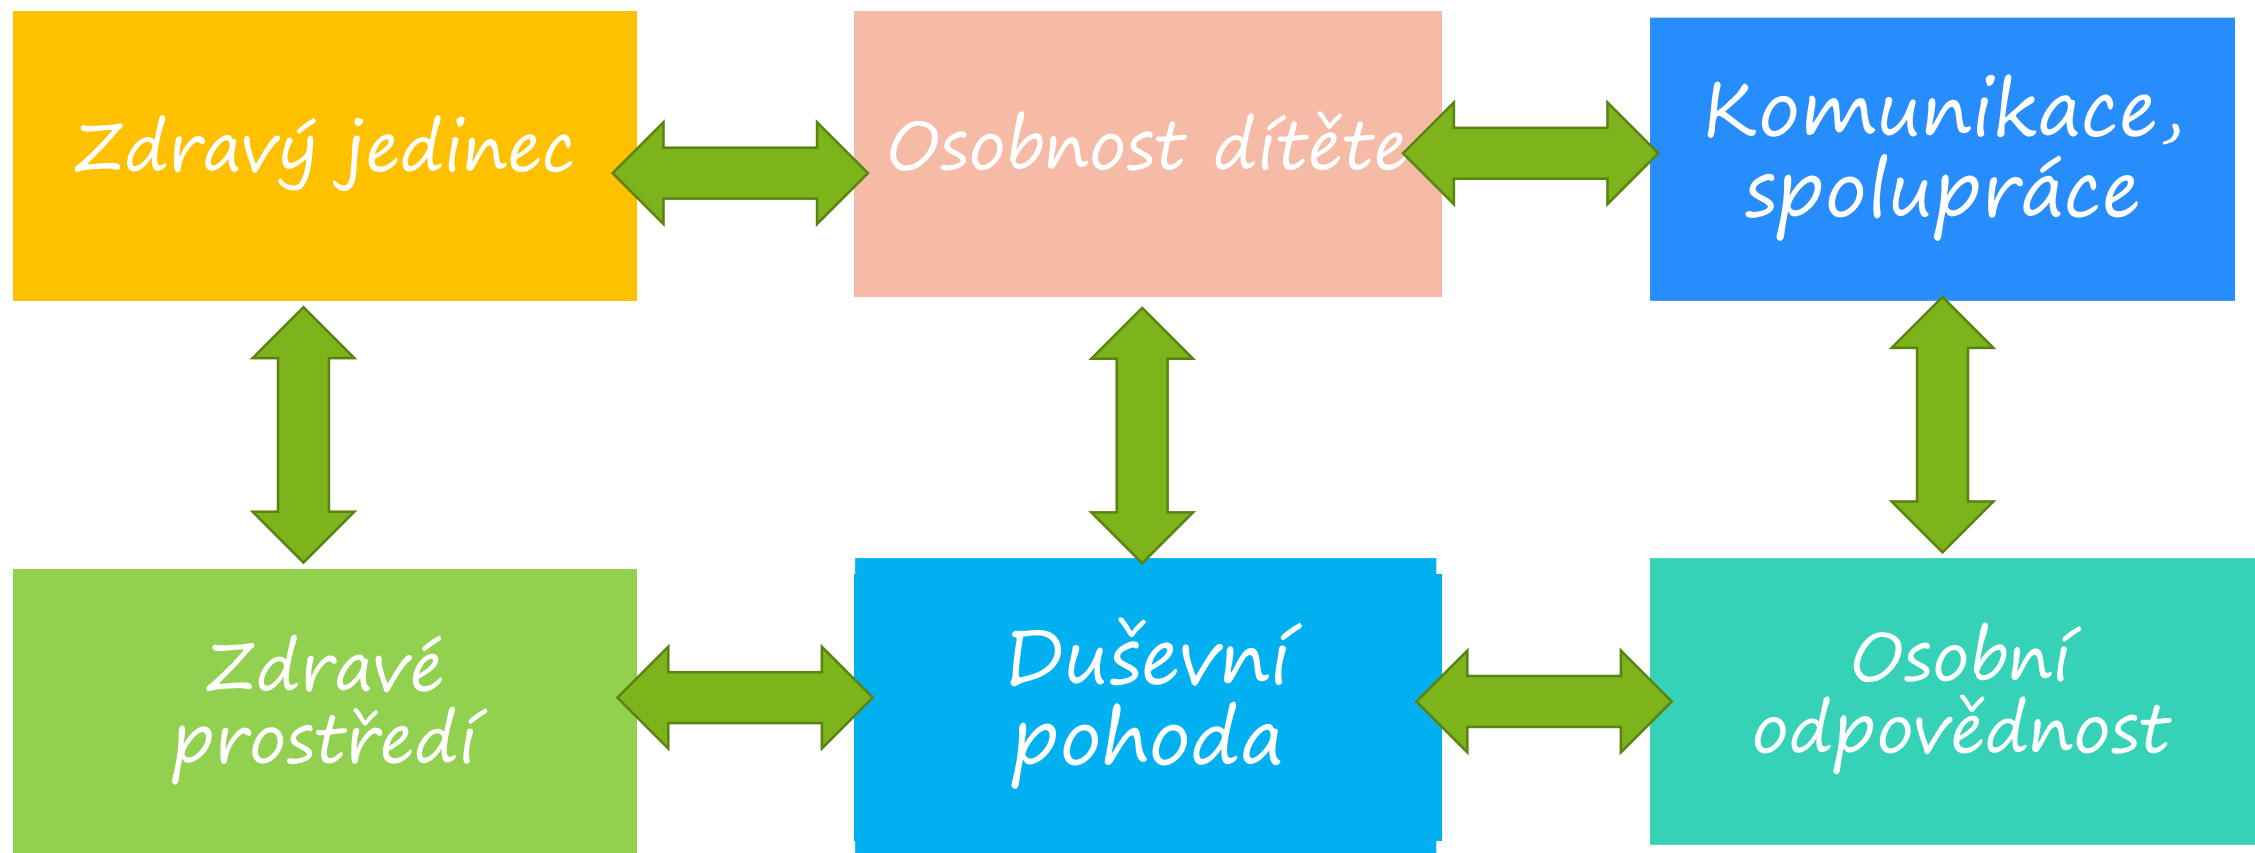 Zdravý jedinec
Osobnost dítěte
Komunikace,
spolupráce
Zdravé
prostředí
Duševní
pohoda
Osobní
odpovědnost